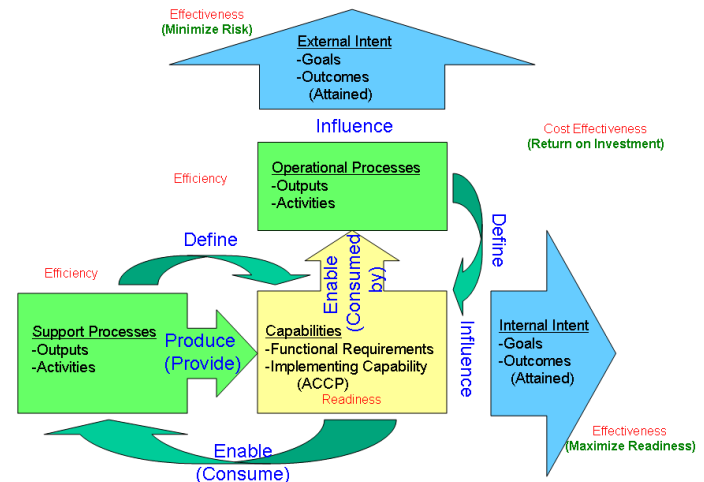 Effectiveness
(Minimize Risk)
External Intent
-Goals
-Outcomes
(Attained)
Influence
Cost Effectiveness
(Return on Investment)
Operational Processes
-Outputs
-Activities
Efficiency
Define
Define
Efficiency
Enable
(Consumed
by)
Support Processes
-Outputs
-Activities
Produce
(Provide)
Capabilities
-Functional Requirements
-Implementing Capability
(ACCP)
Readiness
Influence
Internal Intent
-Goals
-Outcomes
(Attained)
Effectiveness
(Maximize Readiness)
Enable
(Consume)